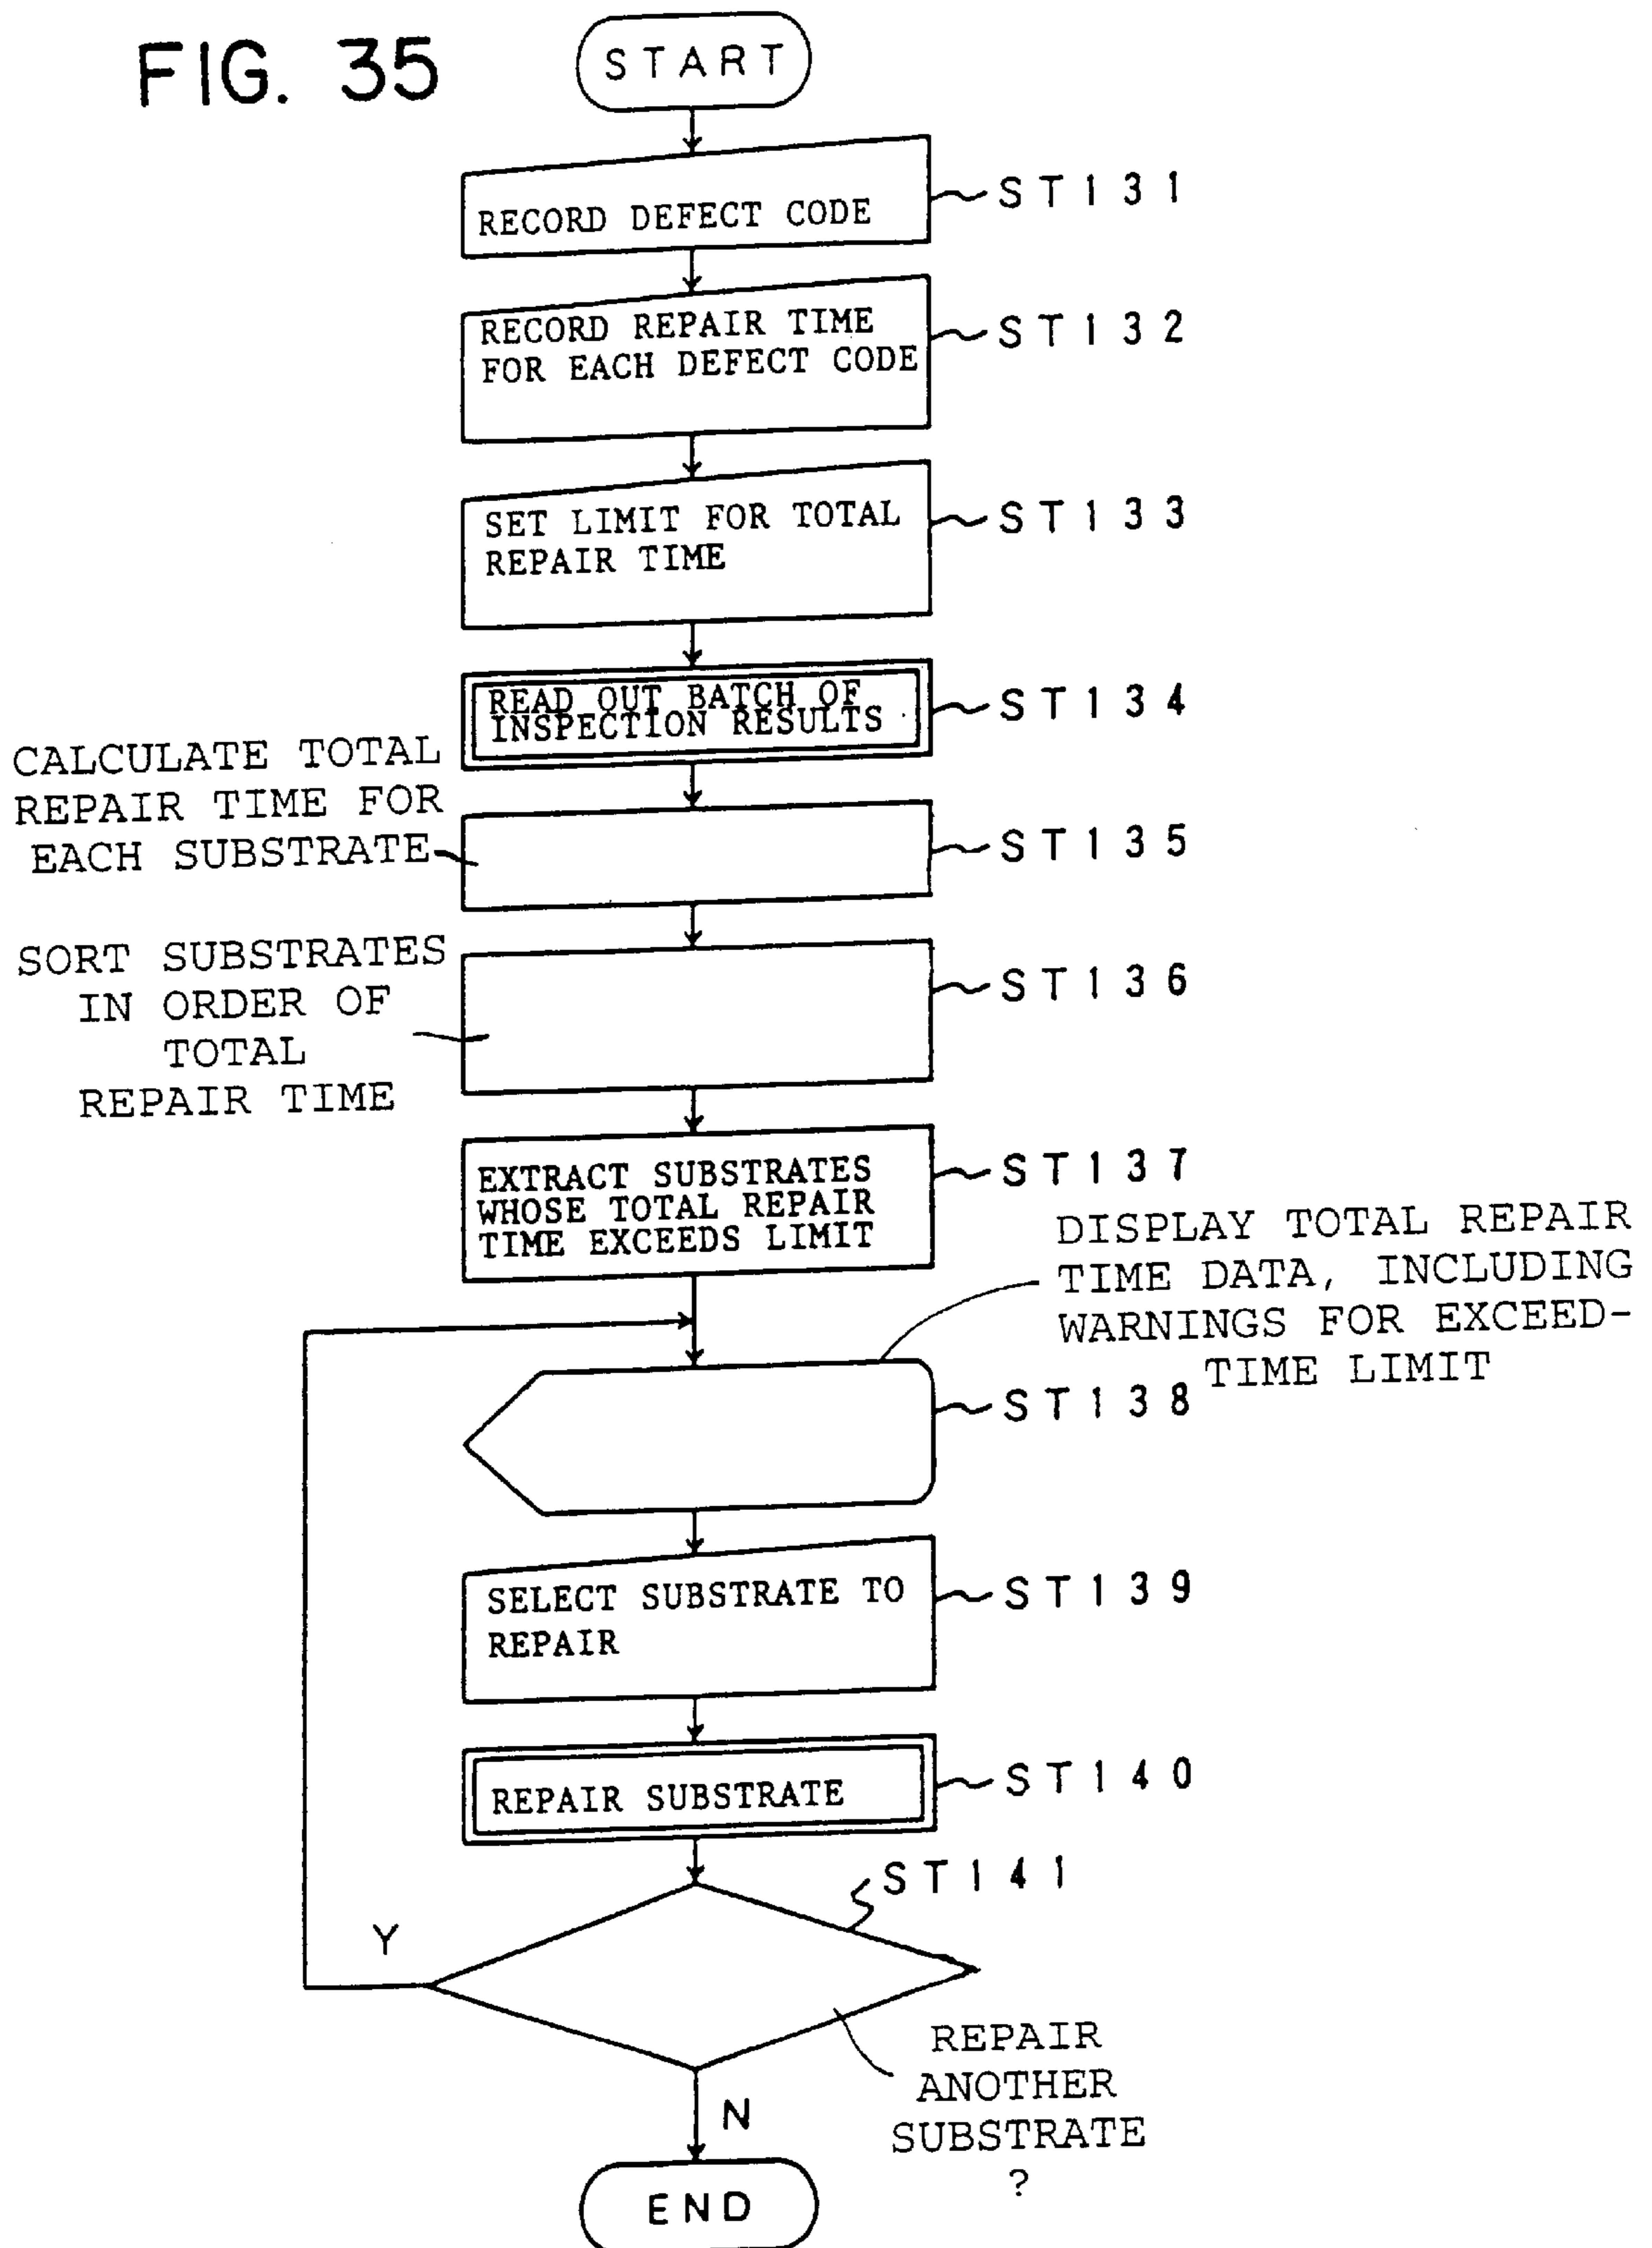 FIG. 35
START
RECORD DEFECT CODE
ST131
RECORD REPAIR TIME
FOR EACH DEFECT CODE
ST132
SET LIMIT FOR TOTAL
REPAIR TIME
ST133
READ OUT BATCH OF
INSPECTION RESULTS
ST134
CALCULATE TOTAL
REPAIR TIME FOR
EACH SUBSTRATE
ST135
SORT SUBSTRATES
IN ORDER OF
TOTAL
REPAIR TIME
ST136
EXTRACT SUBSTRATES
WHOSE TOTAL REPAIR
TIME EXCEEDS LIMIT
ST137
DISPLAY TOTAL REPAIR
TIME DATA, INCLUDING
WARNINGS FOR EXCEED-
TIME LIMIT
ST138
SELECT SUBSTRATE TO
REPAIR
ST139
REPAIR SUBSTRATE
ST140
ST141
Y
REPAIR
ANOTHER
SUBSTRATE
?
N
END